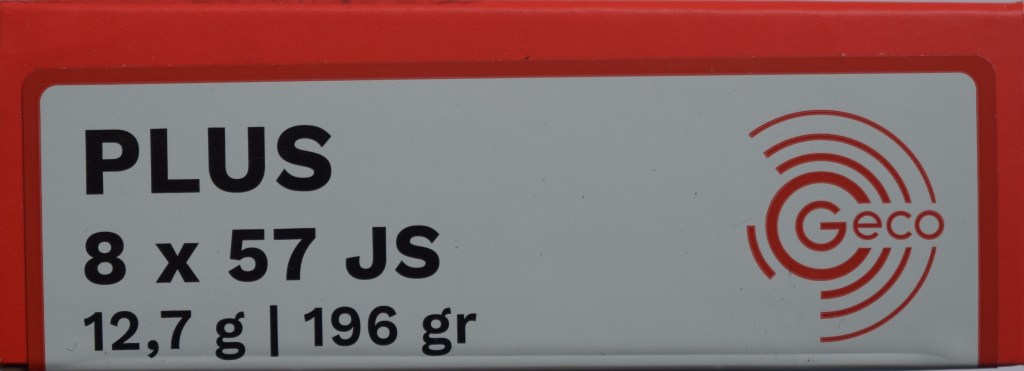 PLUS
8 x 57 JS
12,7 g | 196 gr
Geco